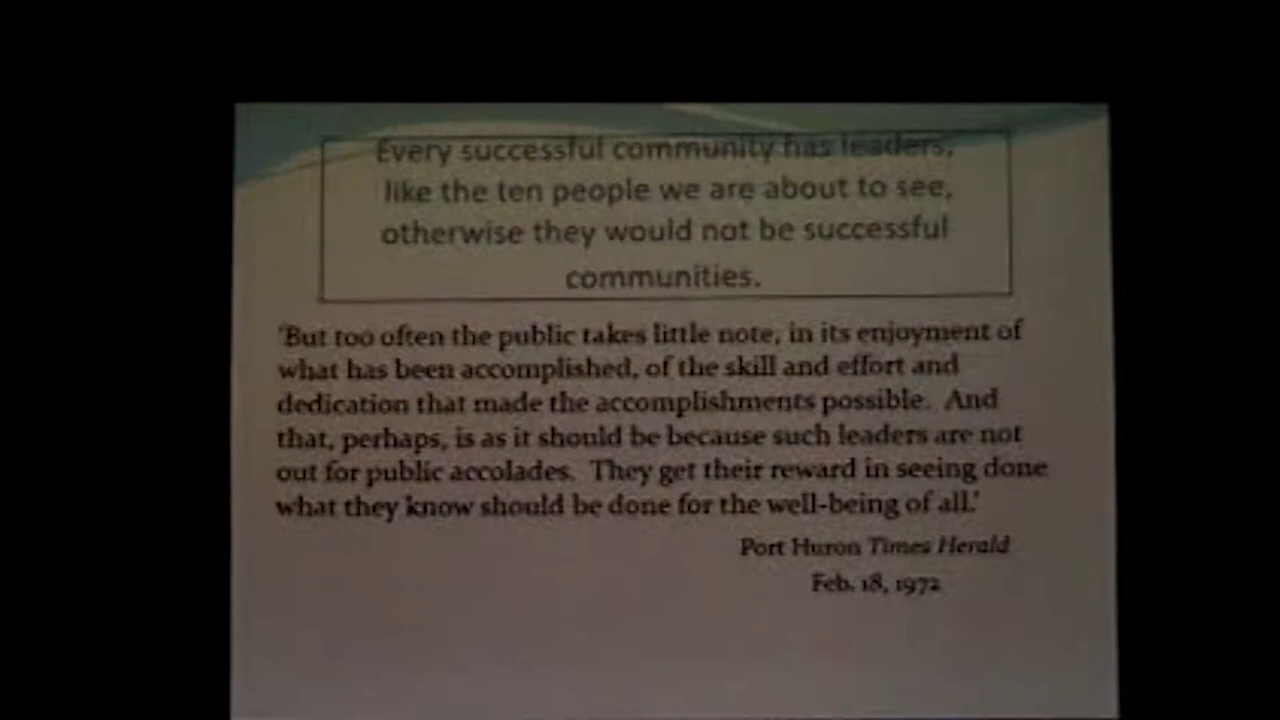 Every successful community has leaders,
like the ten people we are about to see,
otherwise they would not be successful
communities.
'But too often the public takes little note, in its enjoyment of
what has been accomplished, of the skill and effort and
dedication that made the accomplishments possible. And
that, perhaps, is as it should be because such leaders are not
out for public accolades. They get their reward in seeing done
what they know should be done for the well-being of all.'
Port Huron Times Herald
Feb. 18, 1972